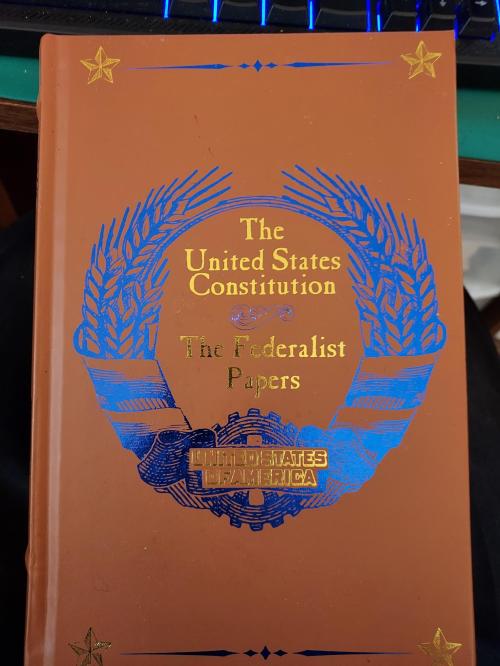 The
United States
Constitution
The Federalist
Papers
UNITED STATES
OF AMERICA